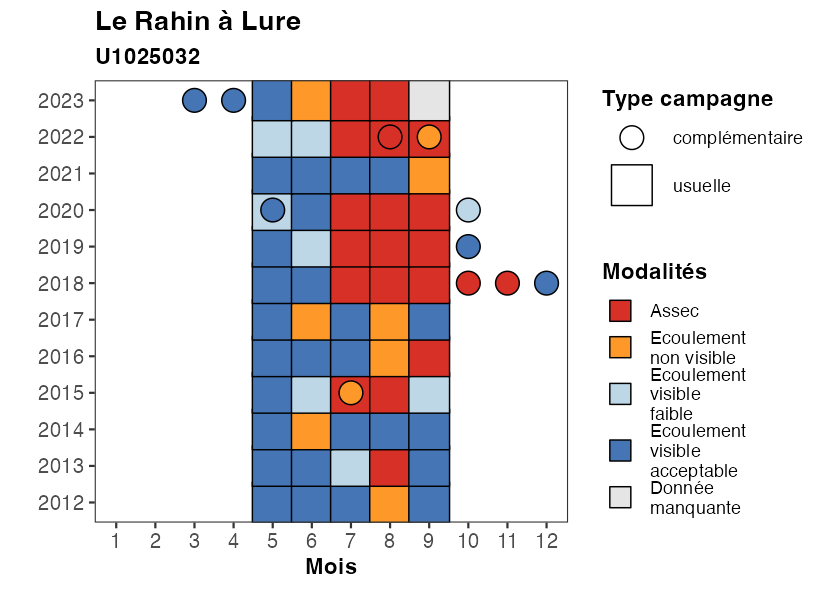 Le Rahin à Lure
U1025032
2023
2022
2021
2020
2019
2018
2017
2016
2015
2014
2013
2012
1 2 3 4 5 6 7 8 9 10 11 12
Mois
Type campagne
complémentaire
usuelle
Modalités
Assec
Ecoulement
non visible
Ecoulement
visible
faible
Ecoulement
visible
acceptable
Donnée
manquante